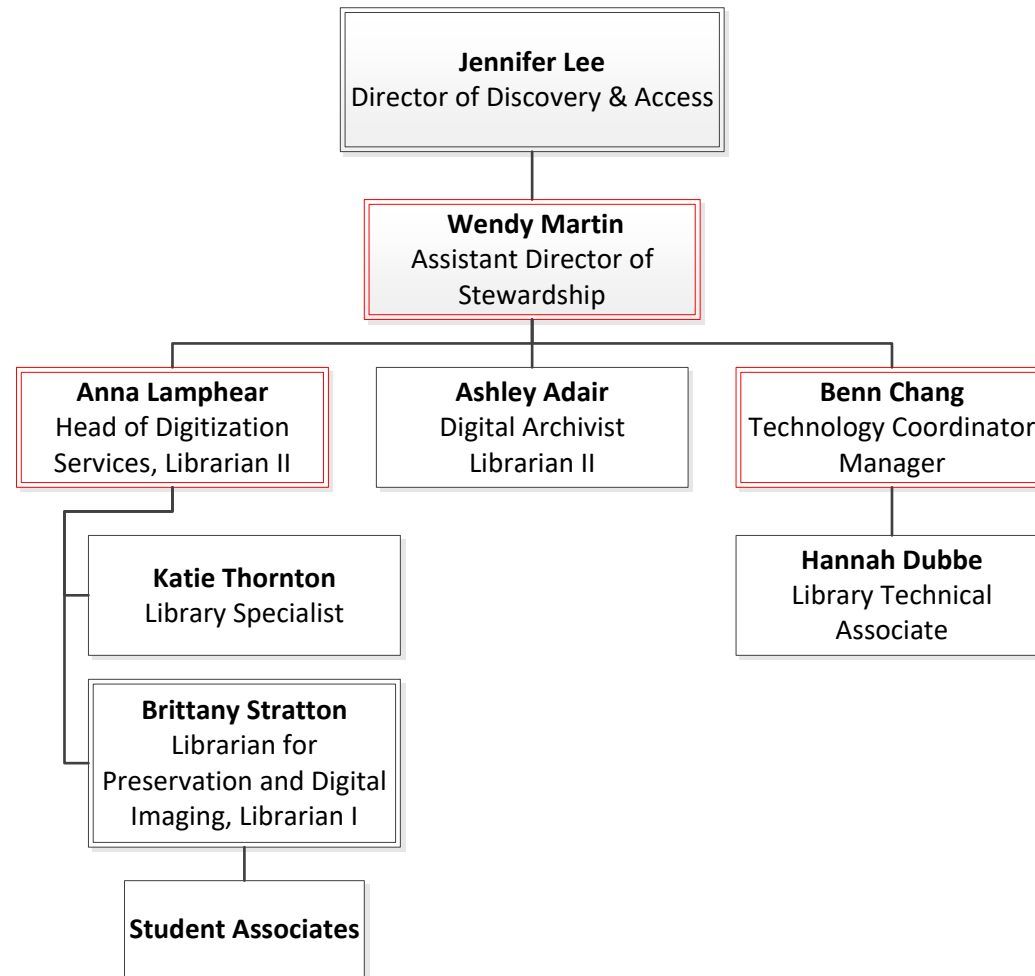 Jennifer Lee
Director of Discovery & Access
Wendy Martin
Assistant Director of
Stewardship
Anna Lamphear
Head of Digitization
Services, Librarian II
Ashley Adair
Digital Archivist
Librarian II
Benn Chang
Technology Coordinator
Manager
Katie Thornton
Library Specialist
Hannah Dubbe
Library Technical
Associate
Brittany Stratton
Librarian for
Preservation and Digital
Imaging, Librarian I
Student Associates